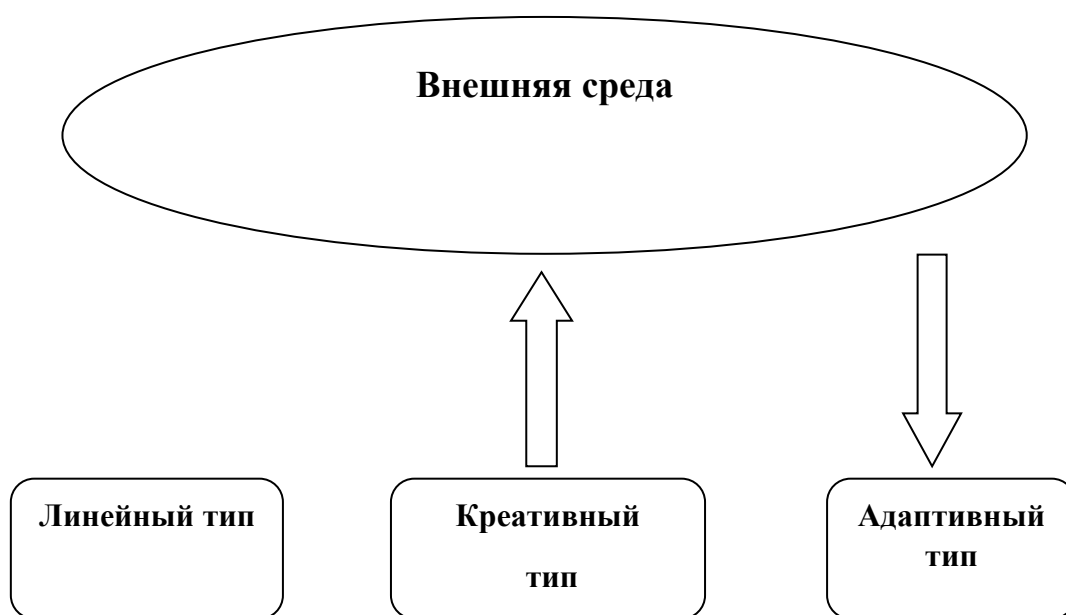 Внешняя среда
Линейный тип
Креативный
тип
Адаптивный
тип